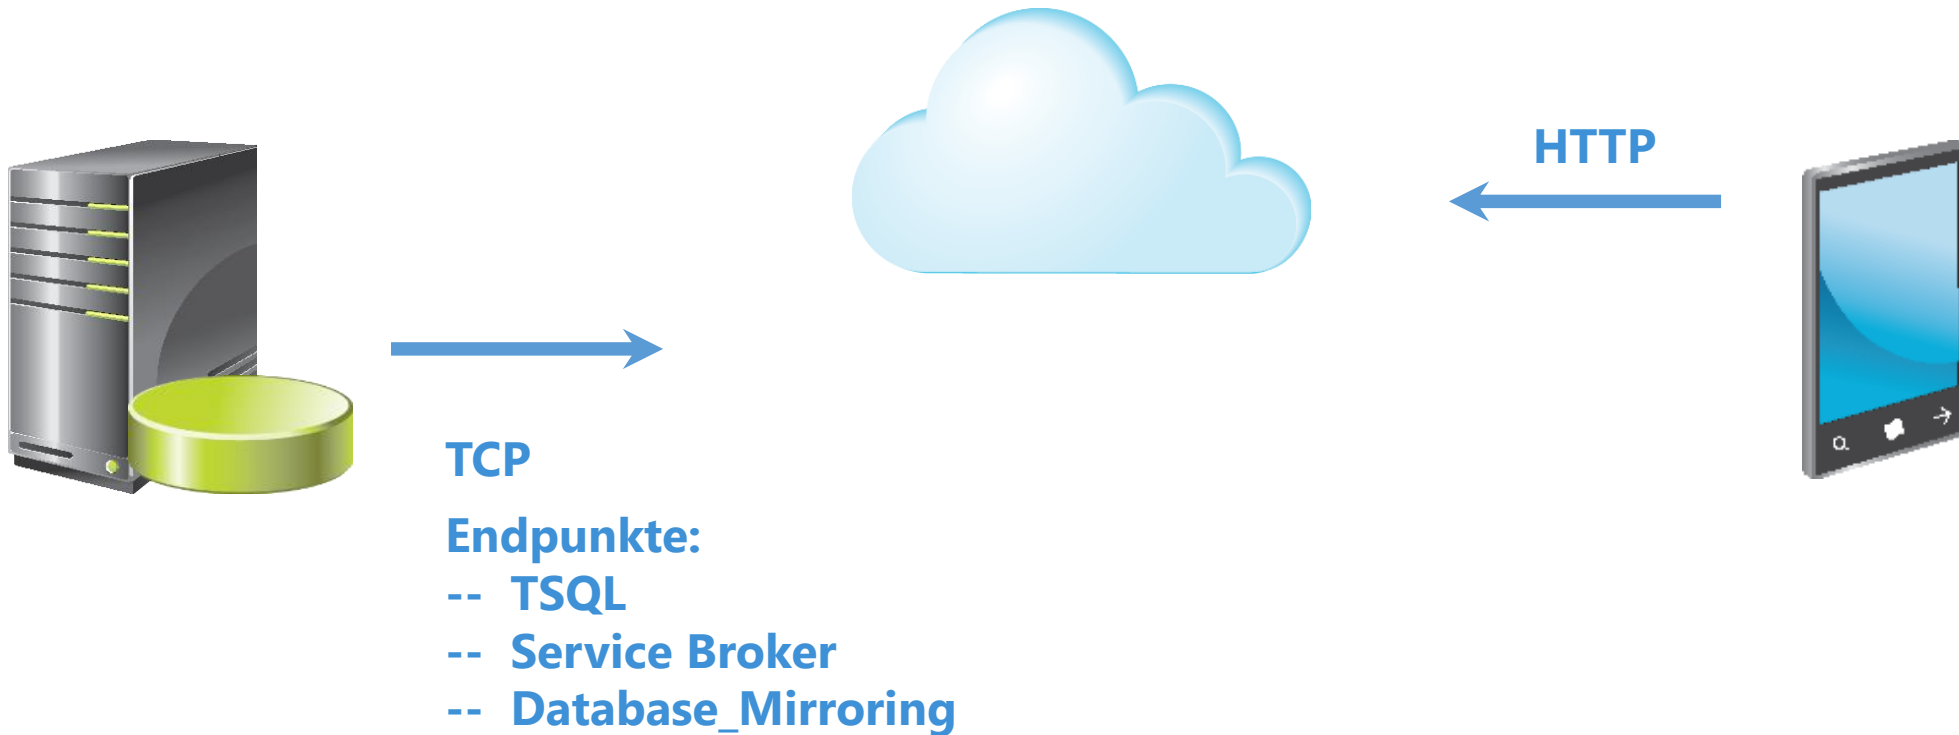 HTTP
TCP
Endpunkte:
-- TSQL
-- Service Broker
-- Database_Mirroring